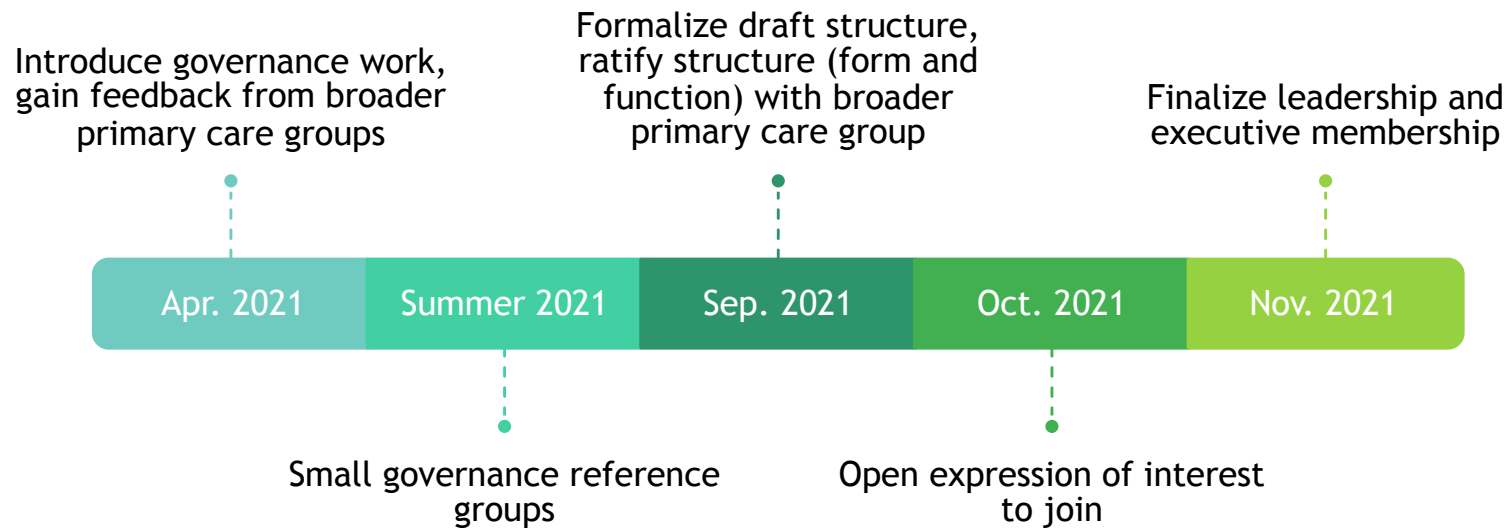 Introduce governance work,
gain feedback from broader
primary care groups
Formalize draft structure,
ratify structure (form and
function) with broader
primary care group
Finalize leadership and
executive membership
Apr. 2021
Summer 2021
Sep. 2021
Oct. 2021
Nov. 2021
Small governance reference
groups
Open expression of interest
to join